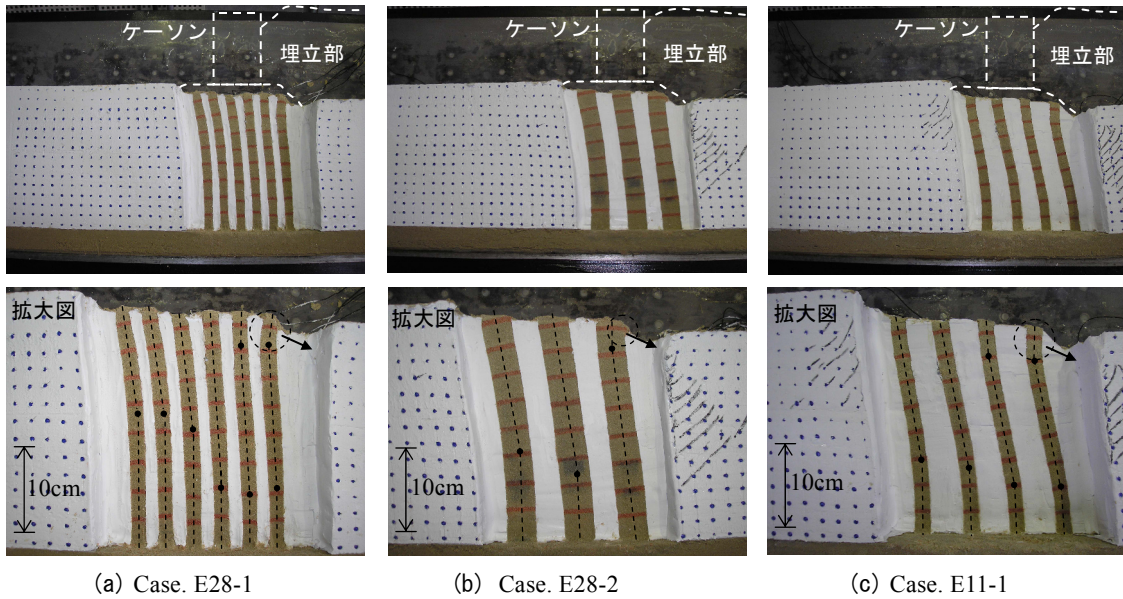 ケーソン
埋立部
ケーソン
埋立部
ケーソン
埋立部
拡大図
10cm
拡大図
10cm
拡大図
10cm
(a) Case. E28-1
(b) Case. E28-2
(c) Case. E11-1